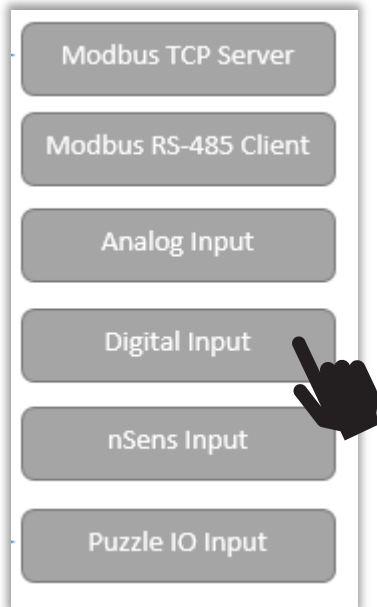 Modbus TCP Server
Modbus RS-485 Client
Analog Input
Digital Input
nSens Input
Puzzle IO Input